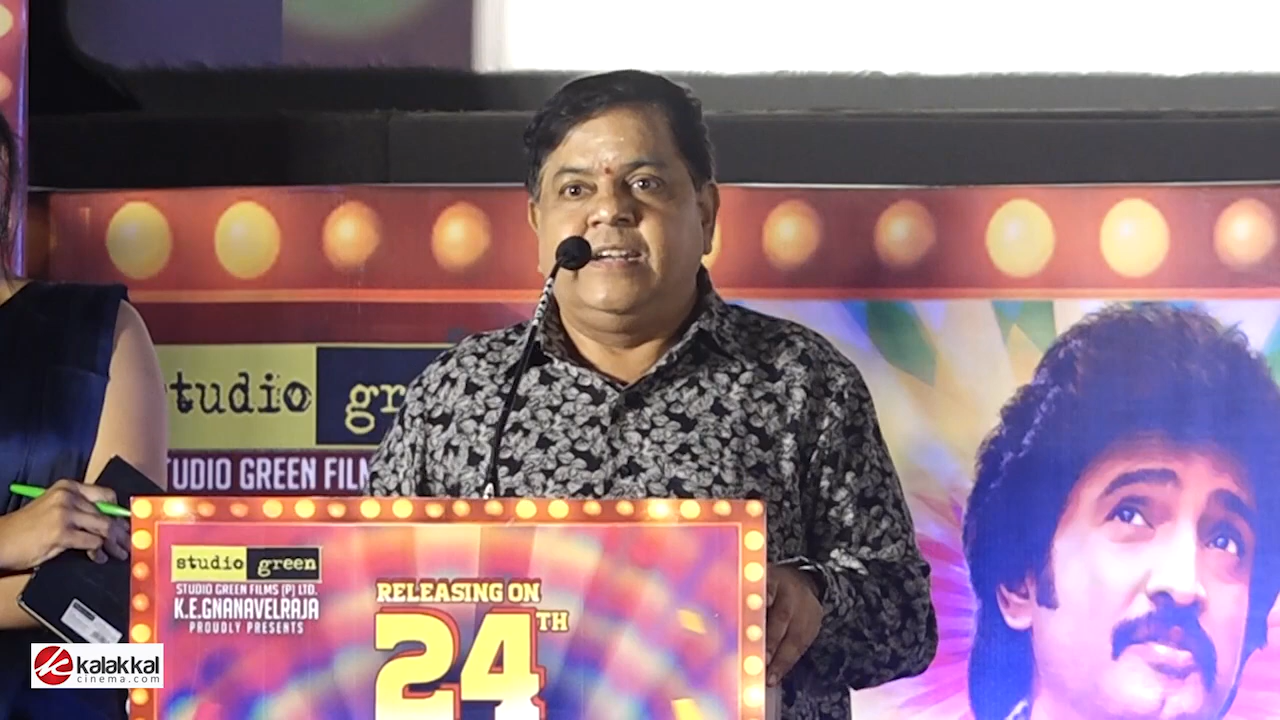 studio gre
STUDIO GREEN FILM
studio green
STUDIO GREEN FILMS (P) LTD.
K.E.GNANAVELRAJA
PROUDLY PRESENTS
RELEASING ON
24TH
kalakkal
cinema.com